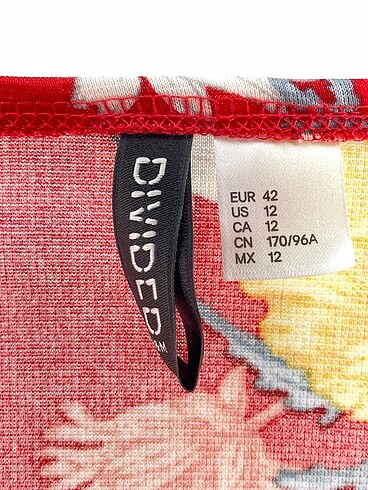 DIVIDED
H&M
EUR 42
US 12
CA 12
CN 170/96A
MX 12